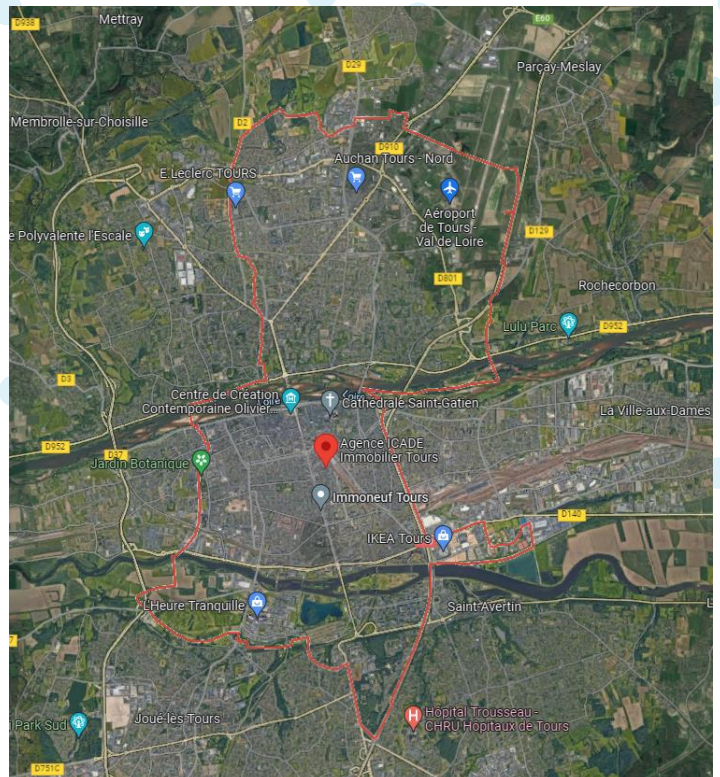 D938
Mettray
E60
D29
Parçay-Meslay
Membrolle-sur-Choisille
D2
D910
Auchan Tours - Nord
E.Leclerc TOURS
Aéroport
de Tours -
Val de Loire
e Polyvalente l'Escale
D129
D801
Rochecorbon
Lulu Parc
D952
D3
Centre de Création
Contemporaine Olivier...
Loire
Loire
Cathédrale Saint-Gatien
La Ville-aux-Dames
D952
D37
Agence ICADE
Immobilier Tours
Jardin Botanique
Immoneuf Tours
D140
IKEA Tours
L'Heure Tranquille
Saint-Avertin
L
7
Joué-lès-Tours
Hôpital Trousseau -
CHRU Hôpitaux de Tours
i Park Sud
D751C